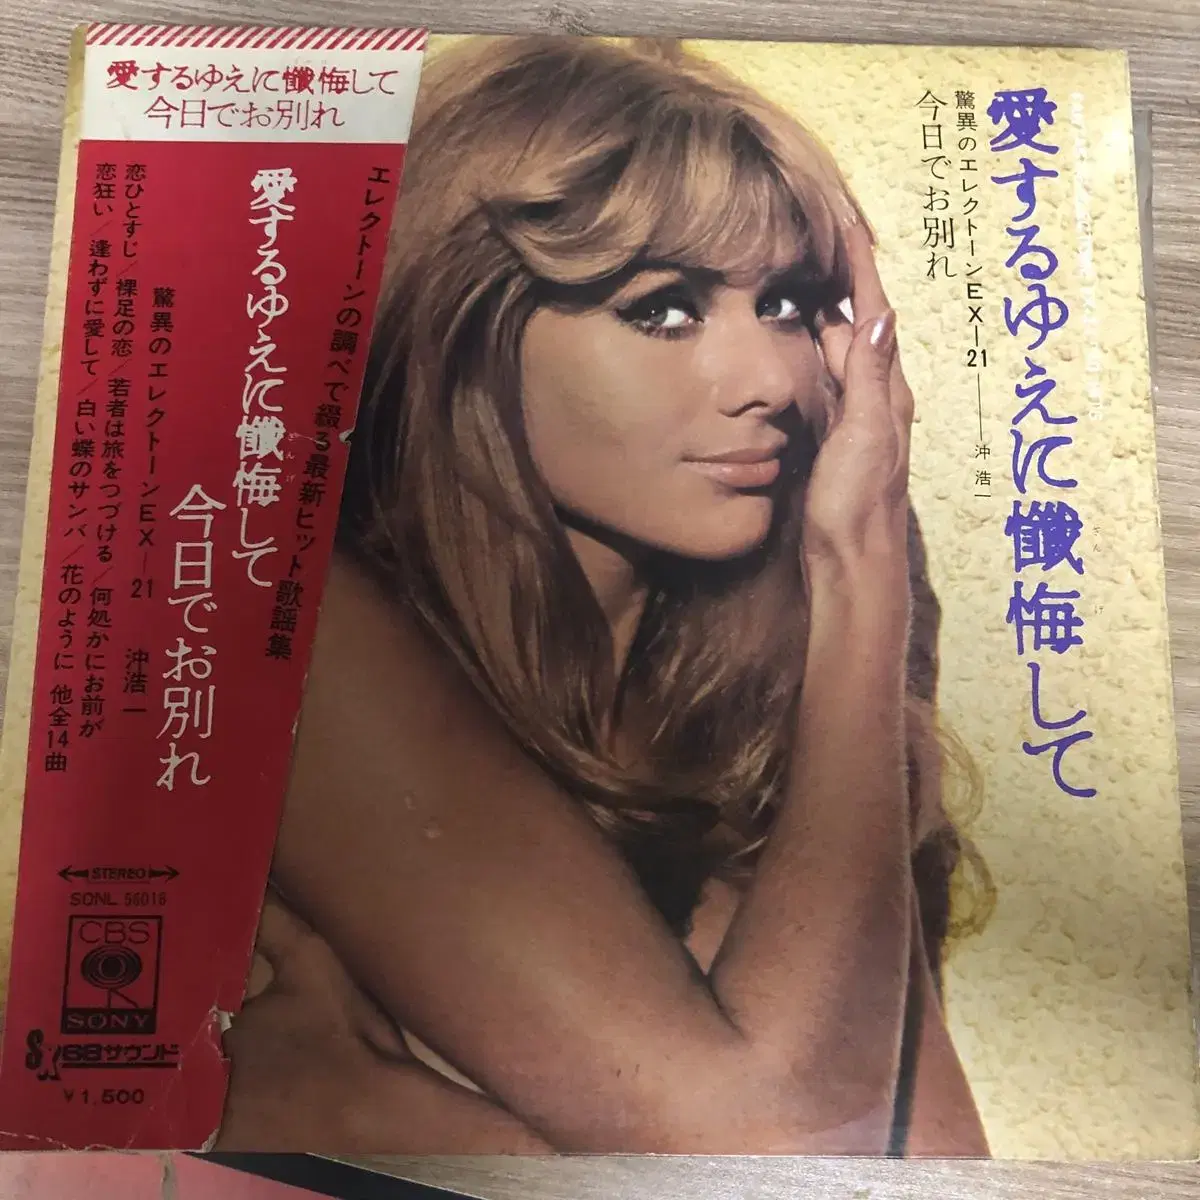 愛するゆえに懺悔して
今日でお別れ
エレクトーンの調べで綴る最新ヒット歌謡集
愛するゆえに懺悔して
ざんげ
今日でお別れ
驚異のエレクトーンEX—21 沖浩一
恋ひとすじ/裸足の恋/若者は旅をつづける/何処かにお前が
恋狂い/逢わずに愛して/白い蝶のサンバ/花のように 他全14曲
STEREO
SONL 56016
CBS
SONY
SX68サウンド
¥1,500
愛するゆえに懺悔して
ざんげ
驚異のエレクトーンEX—21——沖 浩一
今日でお別れ